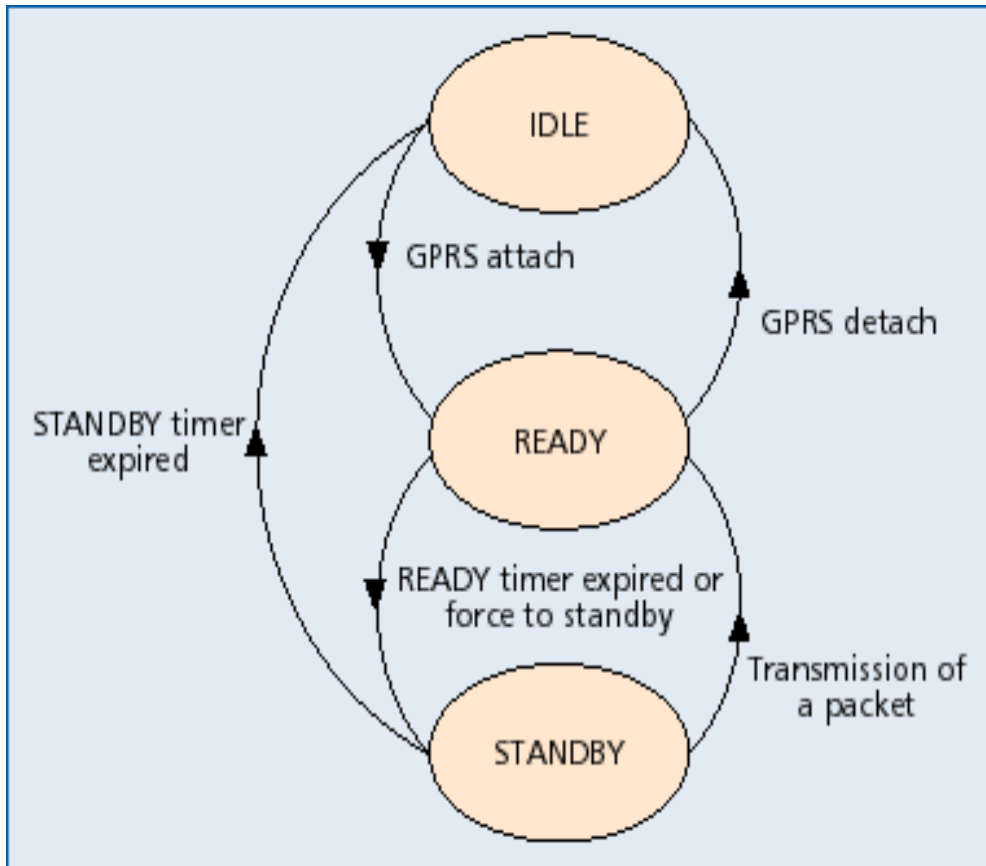 IDLE
GPRS attach
GPRS detach
STANDBY timer
expired
READY
READY timer expired or
force to standby
Transmission of
a packet
STANDBY